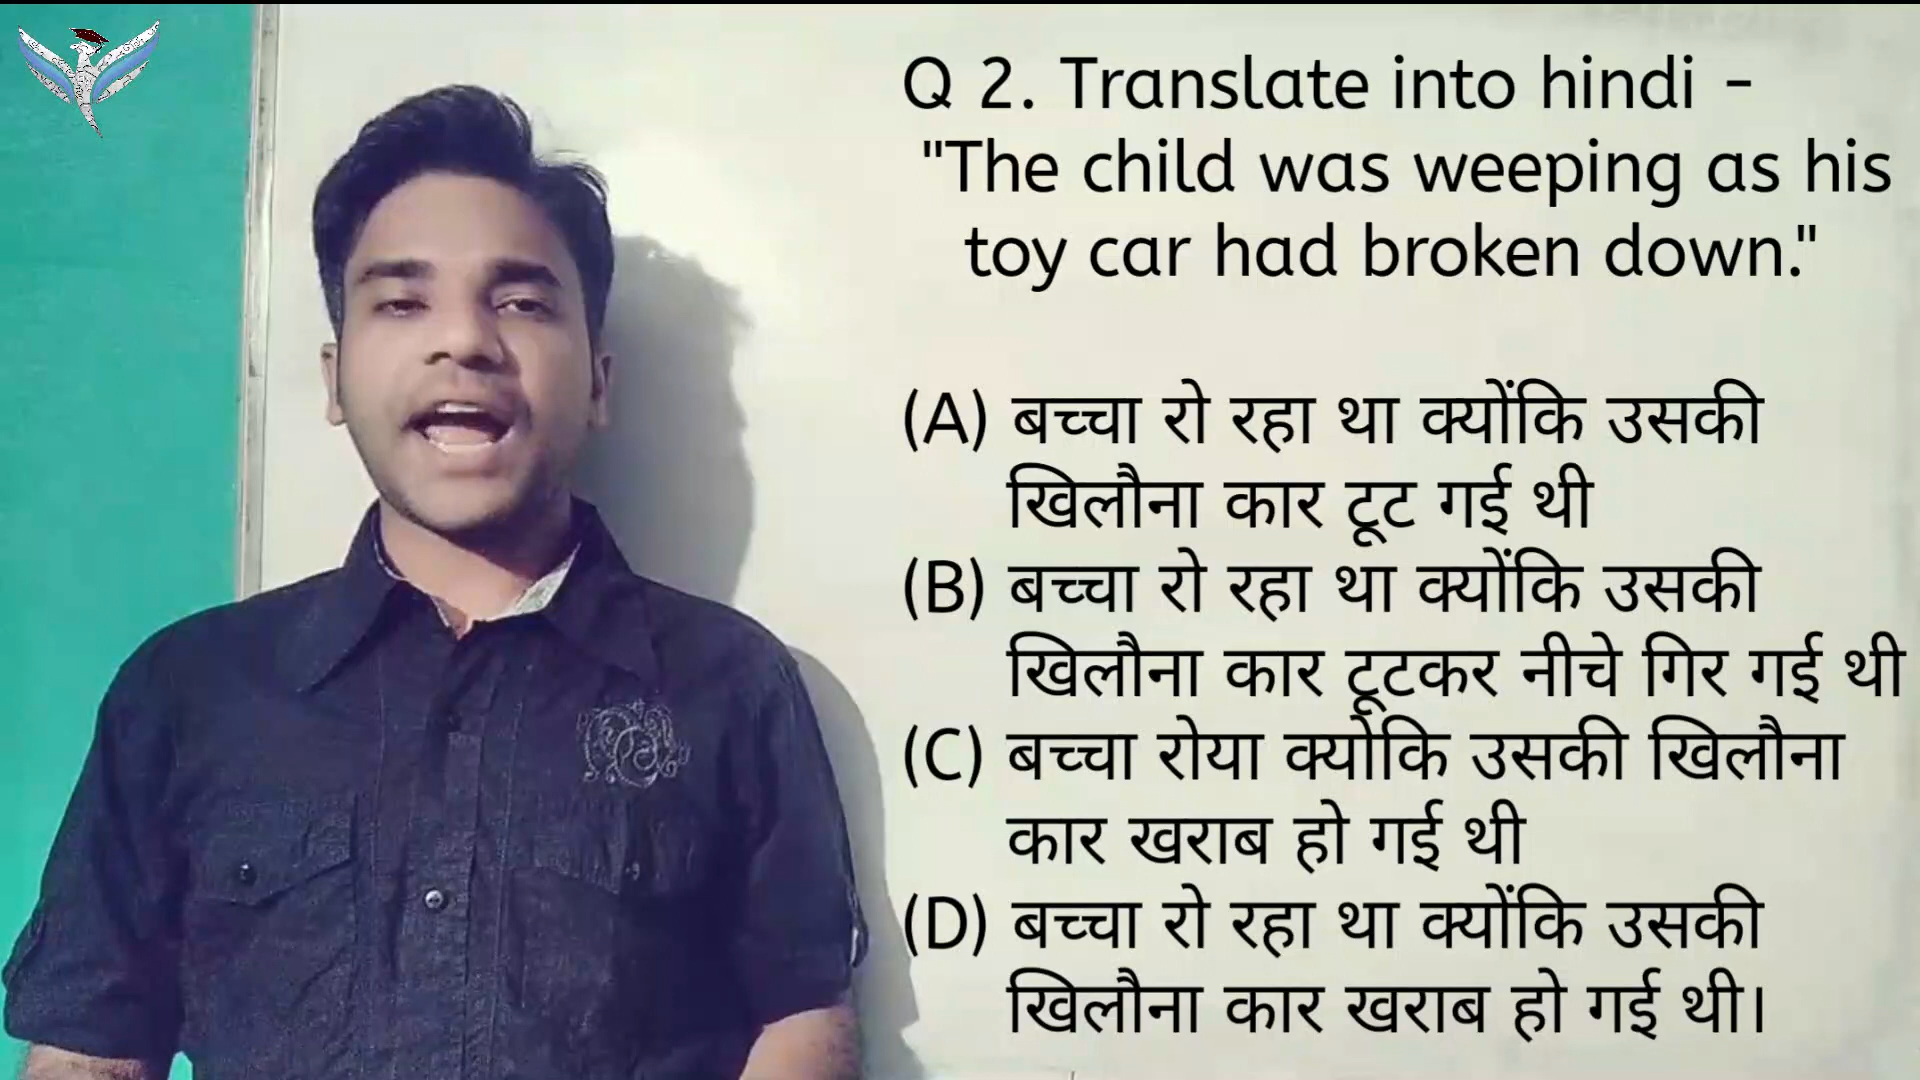 Q 2. Translate into hindi -
"The child was weeping as his
toy car had broken down."
(A) बच्चा रो रहा था क्योंकि उसकी
खिलौना कार टूट गई थी
(B) बच्चा रो रहा था क्योंकि उसकी
खिलौना कार टूटकर नीचे गिर गई थी
(C) बच्चा रोया क्योकि उसकी खिलौना
कार खराब हो गई थी
(D) बच्चा रो रहा था क्योंकि उसकी
खिलौना कार खराब हो गई थी।